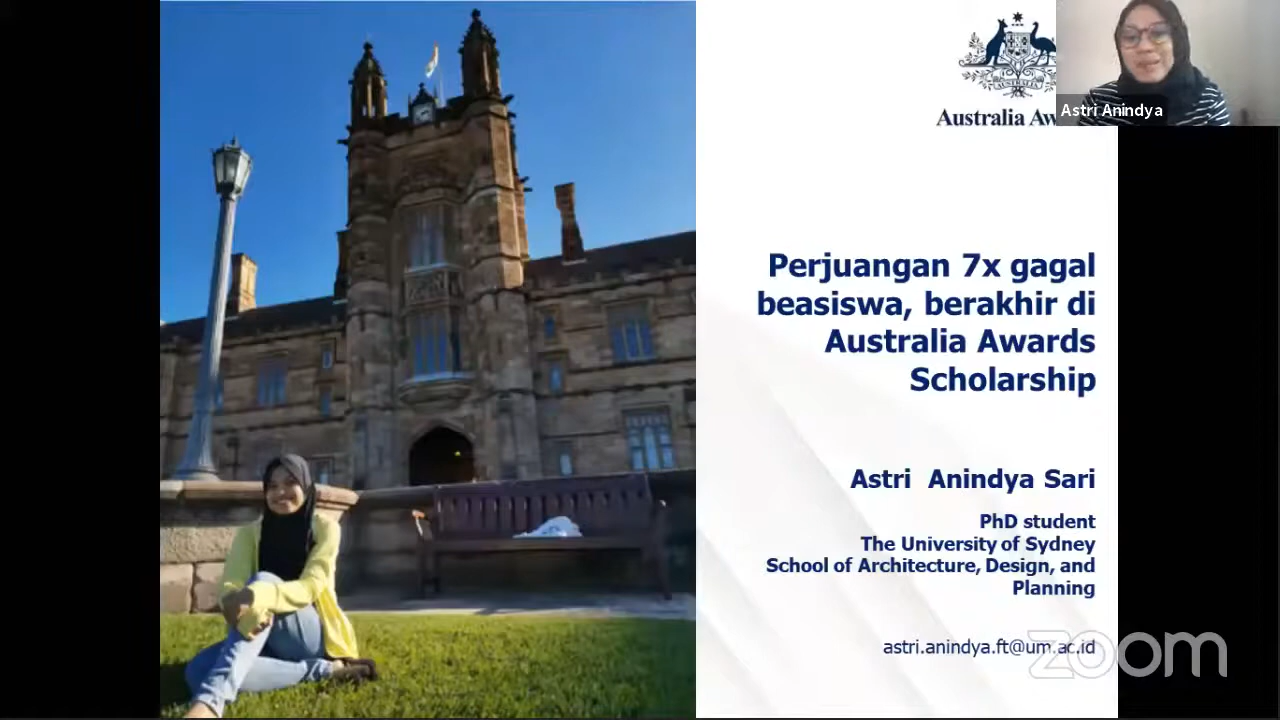 Australia Aw
Astri Anindya
Perjuangan 7x gagal
beasiswa, berakhir di
Australia Awards
Scholarship
Astri Anindya Sari
PhD student
The University of Sydney
School of Architecture, Design, and
Planning
astri.anindya.ft@um.ac.id
zoom